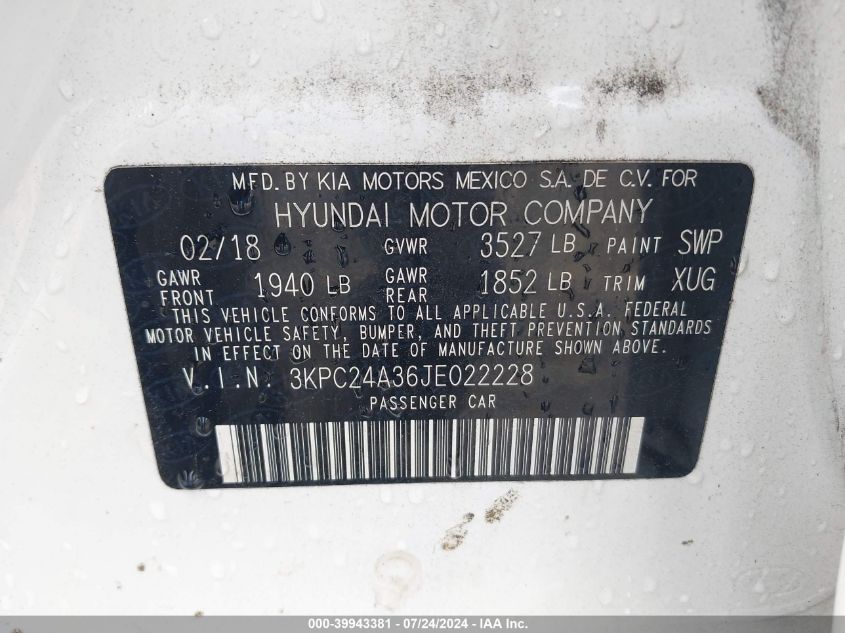 MFD. BY KIA MOTORS MEXICO S.A. DE C.V. FOR
HYUNDAI MOTOR COMPANY
02/18 GVWR 3527 LB PAINT SWP
GAWR FRONT 1940 LB GAWR REAR 1852 LB TRIM XUG
THIS VEHICLE CONFORMS TO ALL APPLICABLE U.S.A. FEDERAL
MOTOR VEHICLE SAFETY, BUMPER, AND THEFT PREVENTION STANDARDS
IN EFFECT ON THE DATE OF MANUFACTURE SHOWN ABOVE.
V.I.N. 3KPC24A36JE022228
PASSENGER CAR
000-39943381 - 07/24/2024 - IAA Inc.